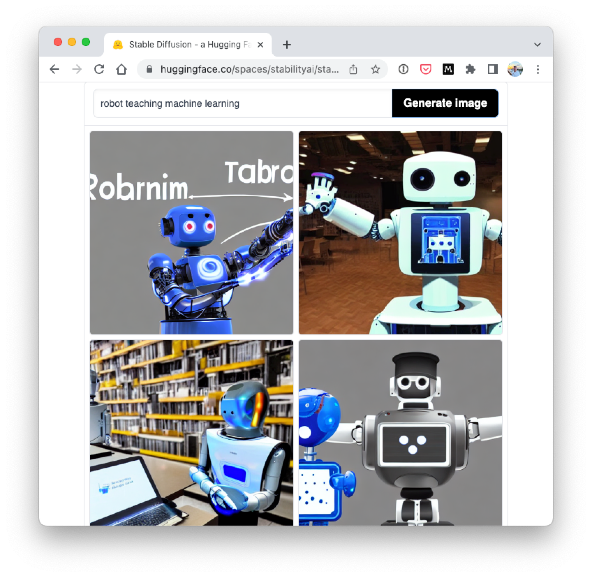 Stable Diffusion - a Hugging Fa
huggingface.co/spaces/stabilityai/sta...
M
robot teaching machine learning
Generate image
Robrnim
Tabro